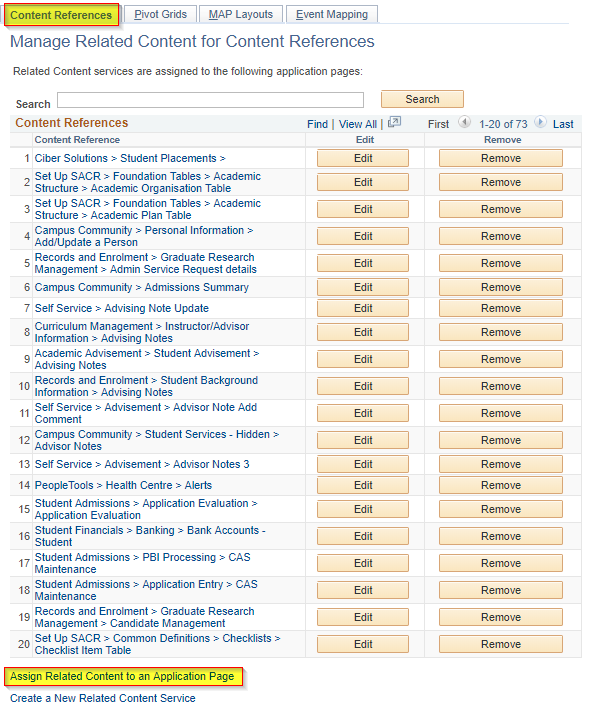 Content References Pivot Grids MAP Layouts Event Mapping
Manage Related Content for Content References
Related Content services are assigned to the following application pages:
Search Search
Content References Find | View All | First 1-20 of 73 Last
Content Reference Edit Remove
1 Ciber Solutions > Student Placements > Edit Remove
2 Set Up SACR > Foundation Tables > Academic
Structure > Academic Organisation Table Edit Remove
3 Set Up SACR > Foundation Tables > Academic
Structure > Academic Plan Table Edit Remove
4 Campus Community > Personal Information >
Add/Update a Person Edit Remove
5 Records and Enrolment > Graduate Research
Management > Admin Service Request details Edit Remove
6 Campus Community > Admissions Summary Edit Remove
7 Self Service > Advising Note Update Edit Remove
8 Curriculum Management > Instructor/Advisor
Information > Advising Notes Edit Remove
9 Academic Advisement > Student Advisement >
Advising Notes Edit Remove
10 Records and Enrolment > Student Background
Information > Advising Notes Edit Remove
11 Self Service > Advisement > Advisor Note Add
Comment Edit Remove
12 Campus Community > Student Services - Hidden >
Advisor Notes Edit Remove
13 Self Service > Advisement > Advisor Notes 3 Edit Remove
14 PeopleTools > Health Centre > Alerts Edit Remove
15 Student Admissions > Application Evaluation >
Application Evaluation Edit Remove
16 Student Financials > Banking > Bank Accounts -
Student Edit Remove
17 Student Admissions > PBI Processing > CAS
Maintenance Edit Remove
18 Student Admissions > Application Entry > CAS
Maintenance Edit Remove
19 Records and Enrolment > Graduate Research
Management > Candidate Management Edit Remove
20 Set Up SACR > Common Definitions > Checklists >
Checklist Item Table Edit Remove
Assign Related Content to an Application Page
Create a New Related Content Service